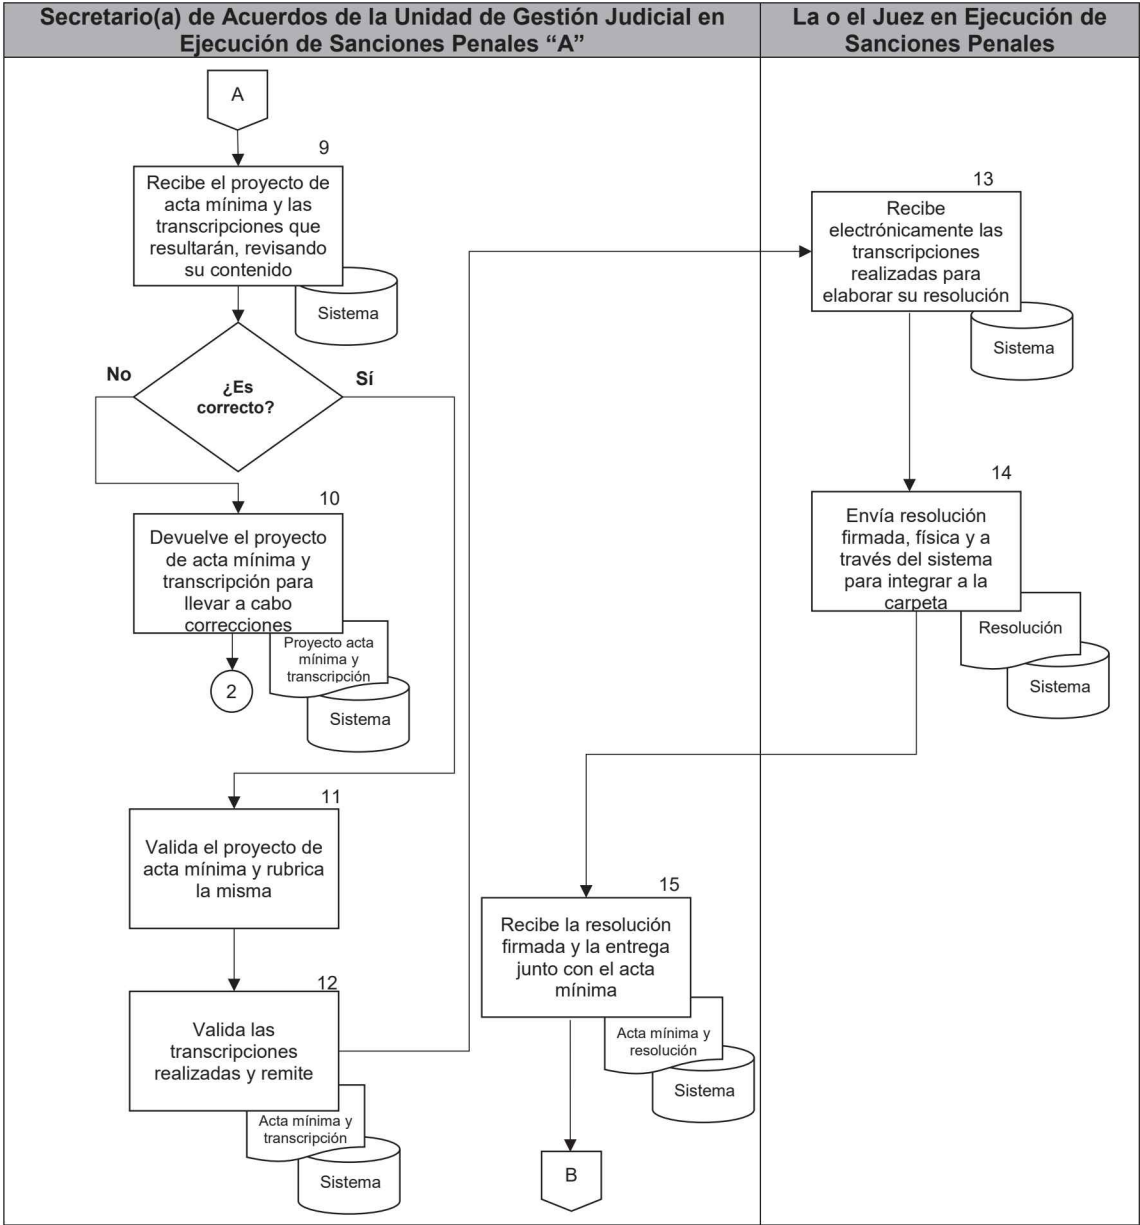 Secretario(a) de Acuerdos de la Unidad de Gestión Judicial en
Ejecución de Sanciones Penales “A”
La o el Juez en Ejecución de
Sanciones Penales
A
9
Recibe el proyecto de
acta mínima y las
transcripciones que
resultarán, revisando
su contenido
Sistema
No
¿Es
correcto?
Sí
10
Devuelve el proyecto
de acta mínima y
transcripción para
llevar a cabo
correcciones
Proyecto acta
mínima y
transcripción
Sistema
2
11
Valida el proyecto de
acta mínima y rubrica
la misma
12
Valida las
transcripciones
realizadas y remite
Acta mínima y
transcripción
Sistema
13
Recibe
electrónicamente las
transcripciones
realizadas para
elaborar su resolución
Sistema
14
Envía resolución
firmada, física y a
través del sistema
para integrar a la
carpeta
Resolución
Sistema
15
Recibe la resolución
firmada y la entrega
junto con el acta
mínima
Acta mínima y
resolución
Sistema
B